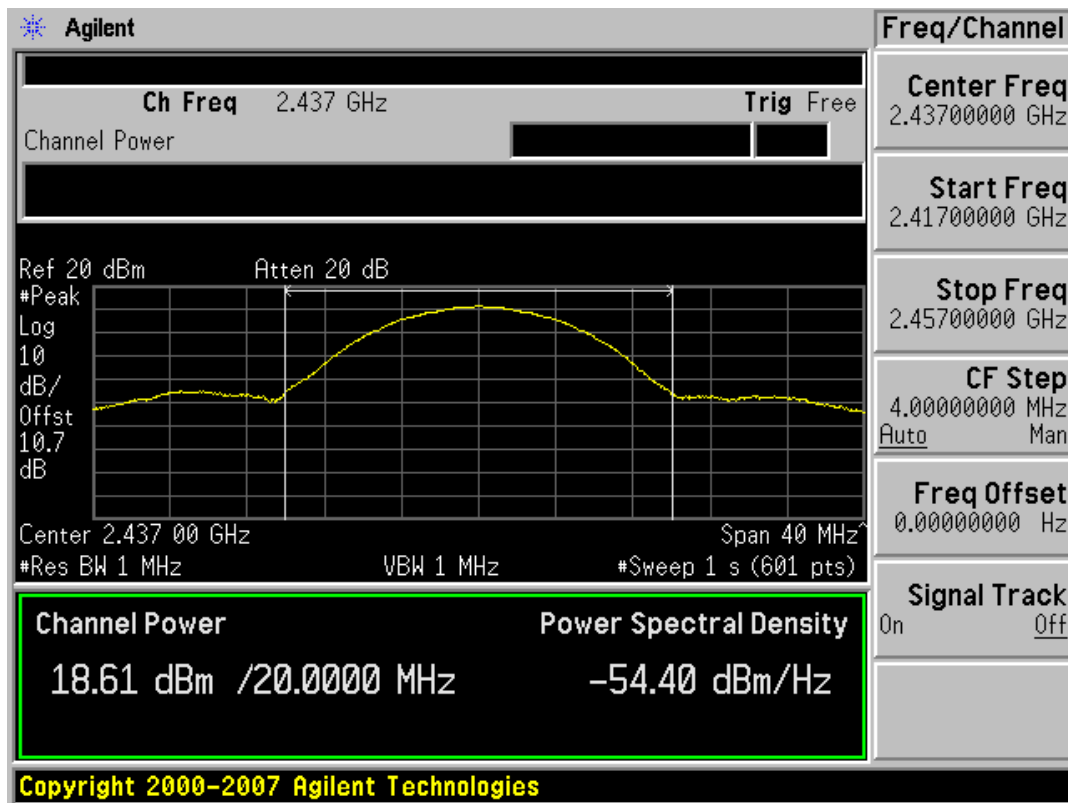 Agilent
Freq/Channel
Ch Freq 2.437 GHz Trig Free
Channel Power
Ref 20 dBm Atten 20 dB
#Peak
Log
10
dB/
Offst
10.7
dB
Center 2.437 00 GHz Span 40 MHz^
#Res BW 1 MHz VBW 1 MHz #Sweep 1 s (601 pts)
Channel Power Power Spectral Density
18.61 dBm /20.0000 MHz -54.40 dBm/Hz
Center Freq
2.43700000 GHz
Start Freq
2.41700000 GHz
Stop Freq
2.45700000 GHz
CF Step
4.00000000 MHz
Auto Man
Freq Offset
0.00000000 Hz
Signal Track
On Off
Copyright 2000-2007 Agilent Technologies